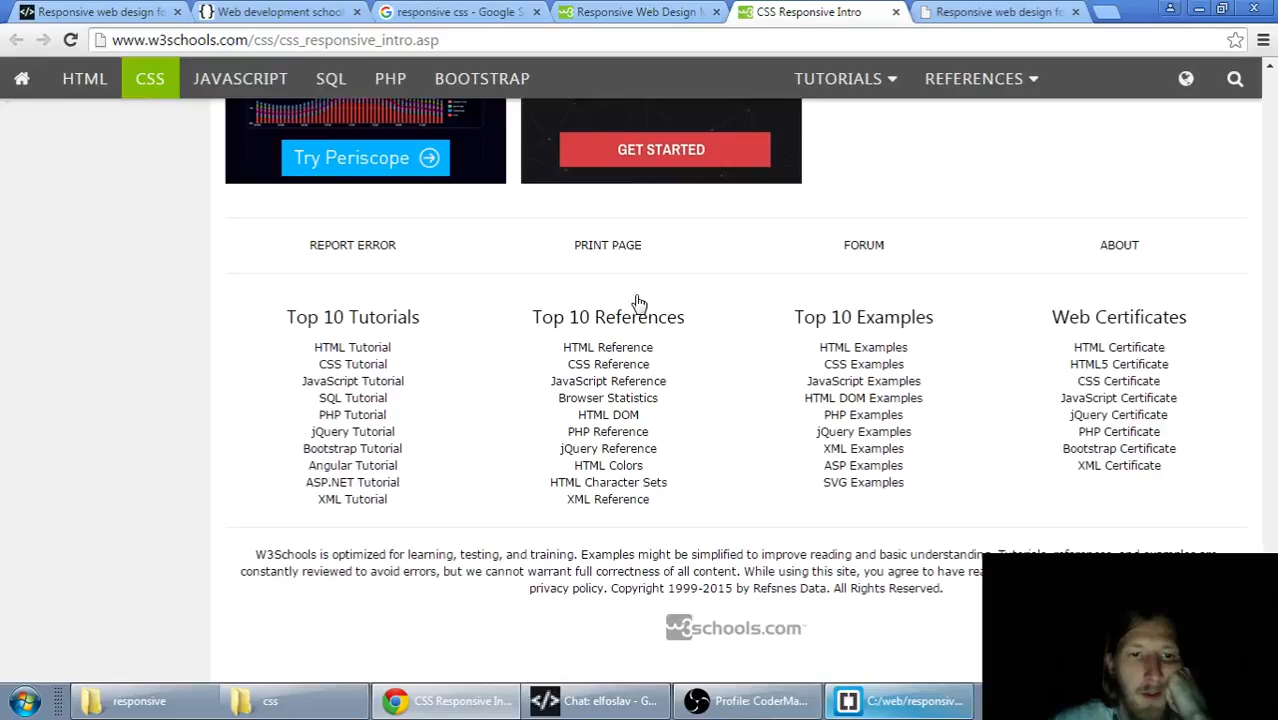 Responsive web design fo
Web development school
responsive css - Google S
Responsive Web Design M
CSS Responsive Intro
Responsive web design fo
www.w3schools.com/css/css_responsive_intro.asp
HTML CSS JAVASCRIPT SQL PHP BOOTSTRAP TUTORIALS REFERENCES
Try Periscope
GET STARTED
REPORT ERROR PRINT PAGE FORUM ABOUT
Top 10 Tutorials
HTML Tutorial
CSS Tutorial
JavaScript Tutorial
SQL Tutorial
PHP Tutorial
jQuery Tutorial
Bootstrap Tutorial
Angular Tutorial
ASP.NET Tutorial
XML Tutorial
Top 10 References
HTML Reference
CSS Reference
JavaScript Reference
Browser Statistics
HTML DOM
PHP Reference
jQuery Reference
HTML Colors
HTML Character Sets
XML Reference
Top 10 Examples
HTML Examples
CSS Examples
JavaScript Examples
HTML DOM Examples
PHP Examples
jQuery Examples
XML Examples
ASP Examples
SVG Examples
Web Certificates
HTML Certificate
HTML5 Certificate
CSS Certificate
JavaScript Certificate
jQuery Certificate
PHP Certificate
Bootstrap Certificate
XML Certificate
W3Schools is optimized for learning, testing, and training. Examples might be simplified to improve reading and basic understanding.
constantly reviewed to avoid errors, but we cannot warrant full correctness of all content. While using this site, you agree to have rea
privacy policy. Copyright 1999-2015 by Refsnes Data. All Rights Reserved.
w3schools.com
responsive
css
CSS Responsive In...
Chat: elfoslav - G...
Profile: CoderMa...
C:/web/responsiv...